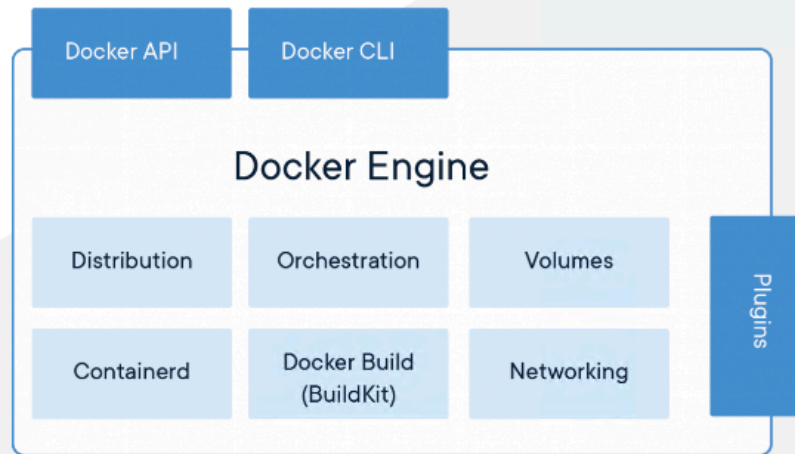 Docker API
Docker CLI
Docker Engine
Distribution
Orchestration
Volumes
Containerd
Docker Build
(BuildKit)
Networking
Plugins